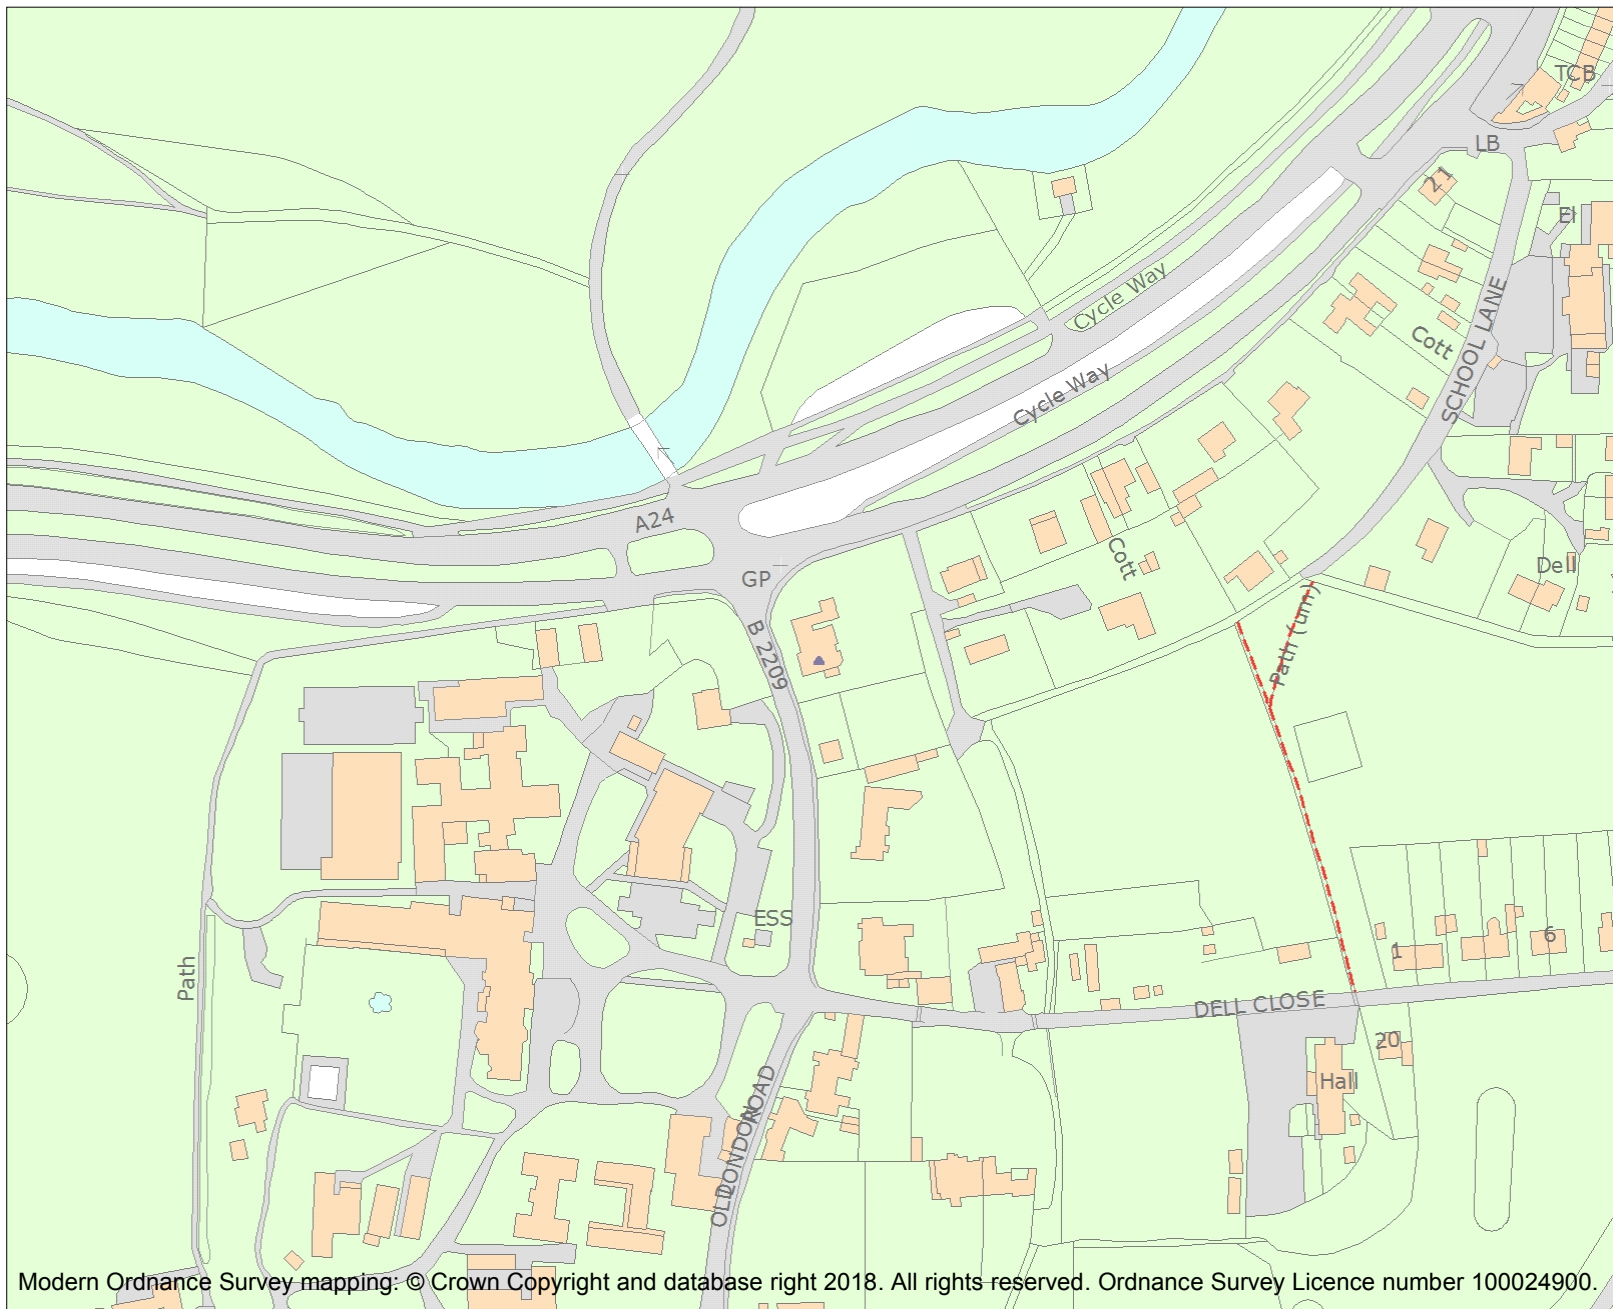 TCB
LB
21
El
Cycle Way
SCHOOL LANE
Cott
Cycle Way
A24
Cott
Dell
GP
Path (um)
B 2209
ESS
1
6
Path
DELL CLOSE
20
Hall
OLD LONDON ROAD
Modern Ordnance Survey mapping: © Crown Copyright and database right 2018. All rights reserved. Ordnance Survey Licence number 100024900.